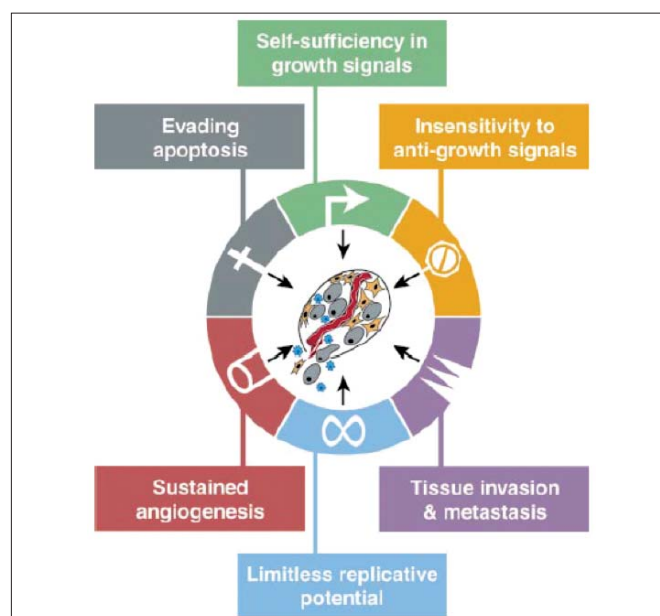 Self-sufficiency in
growth signals
Evading
apoptosis
Insensitivity to
anti-growth signals
Sustained
angiogenesis
Tissue invasion
& metastasis
Limitless replicative
potential